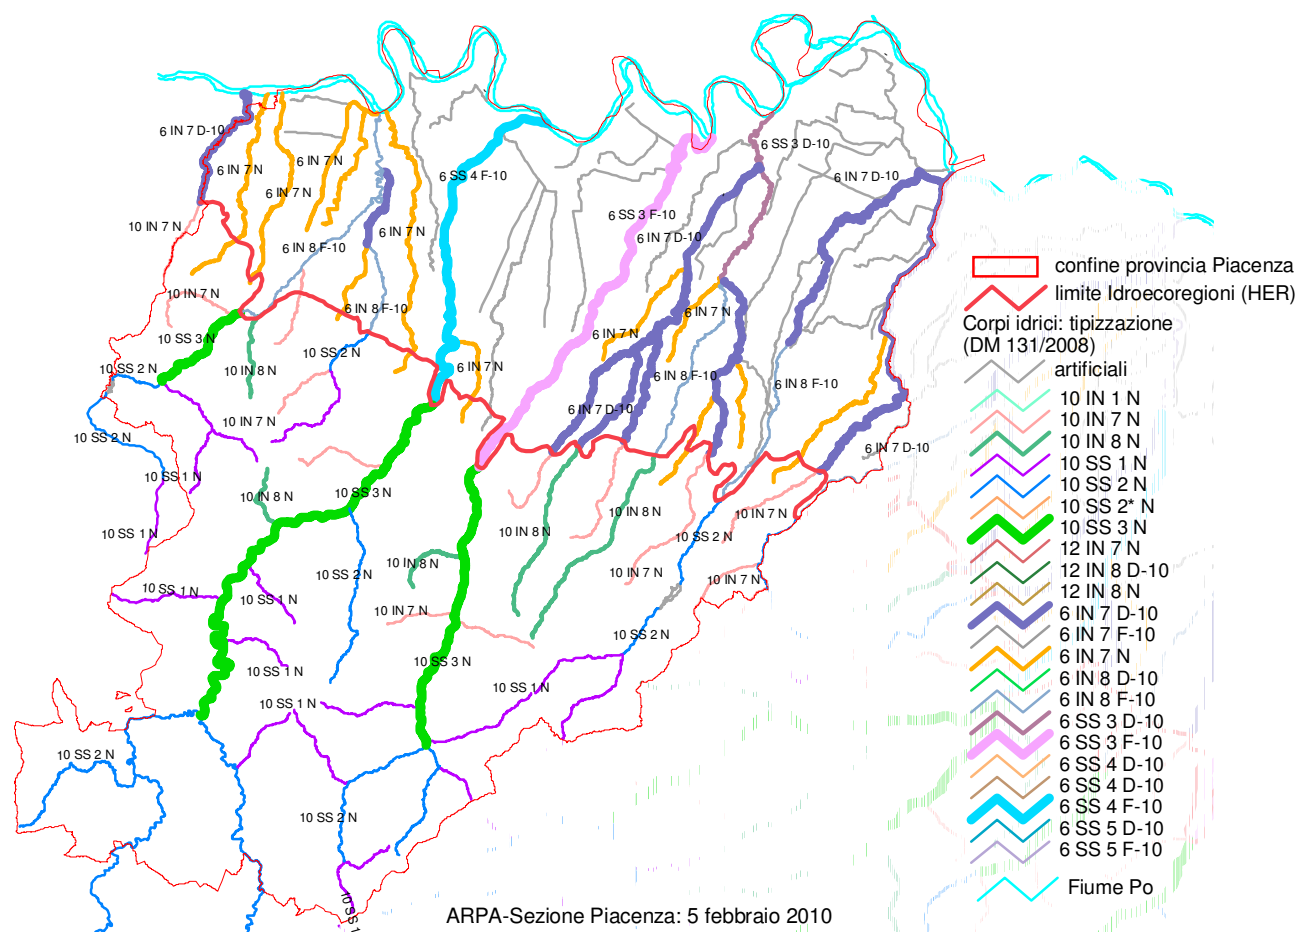 6 IN 7 D-10
6 SS 3 D-10
6 IN 7 N
6 IN 7 N
6 IN 7 N
6 SS 4 F-10
6 IN 7 D-10
10 IN 7 N
6 SS 3 F-10
6 IN 7 N
6 IN 8 F-10
6 IN 7 D-10
confine provincia Piacenza
10 IN 7 N
limite Idroecoregioni (HER)
6 IN 8 F-10
6 IN 7 N
Corpi idrici: tipizzazione
(DM 131/2008)
10 SS 3 N
6 IN 7 N
10 SS 2 N
10 SS 2 N
10 IN 8 N
6 IN 7 N
6 IN 8 F-10
6 IN 8 F-10
artificiali
10 IN 1 N
10 IN 7 N
10 IN 8 N
10 SS 1 N
10 SS 2 N
10 SS 2* N
10 SS 3 N
12 IN 7 N
12 IN 8 D-10
12 IN 8 N
6 IN 7 D-10
6 IN 7 F-10
6 IN 7 N
6 IN 8 D-10
6 IN 8 F-10
6 SS 3 D-10
6 SS 3 F-10
6 SS 4 D-10
6 SS 4 D-10
6 SS 4 F-10
6 SS 5 D-10
6 SS 5 F-10
Fiume Po
10 IN 7 N
6 IN 7 D-10
10 SS 2 N
6 IN 7 D-10
10 SS 1 N
10 IN 8 N
10 SS 3 N
10 IN 8 N
10 IN 7 N
10 SS 1 N
10 IN 8 N
10 SS 2 N
10 IN 8 N
10 SS 2 N
10 IN 7 N
10 IN 7 N
10 SS 1 N
10 SS 1 N
10 IN 7 N
10 SS 2 N
10 SS 3 N
10 SS 1 N
10 SS 1 N
10 SS 1 N
10 SS 2 N
10 SS 2 N
10 SS 1
ARPA-Sezione Piacenza: 5 febbraio 2010